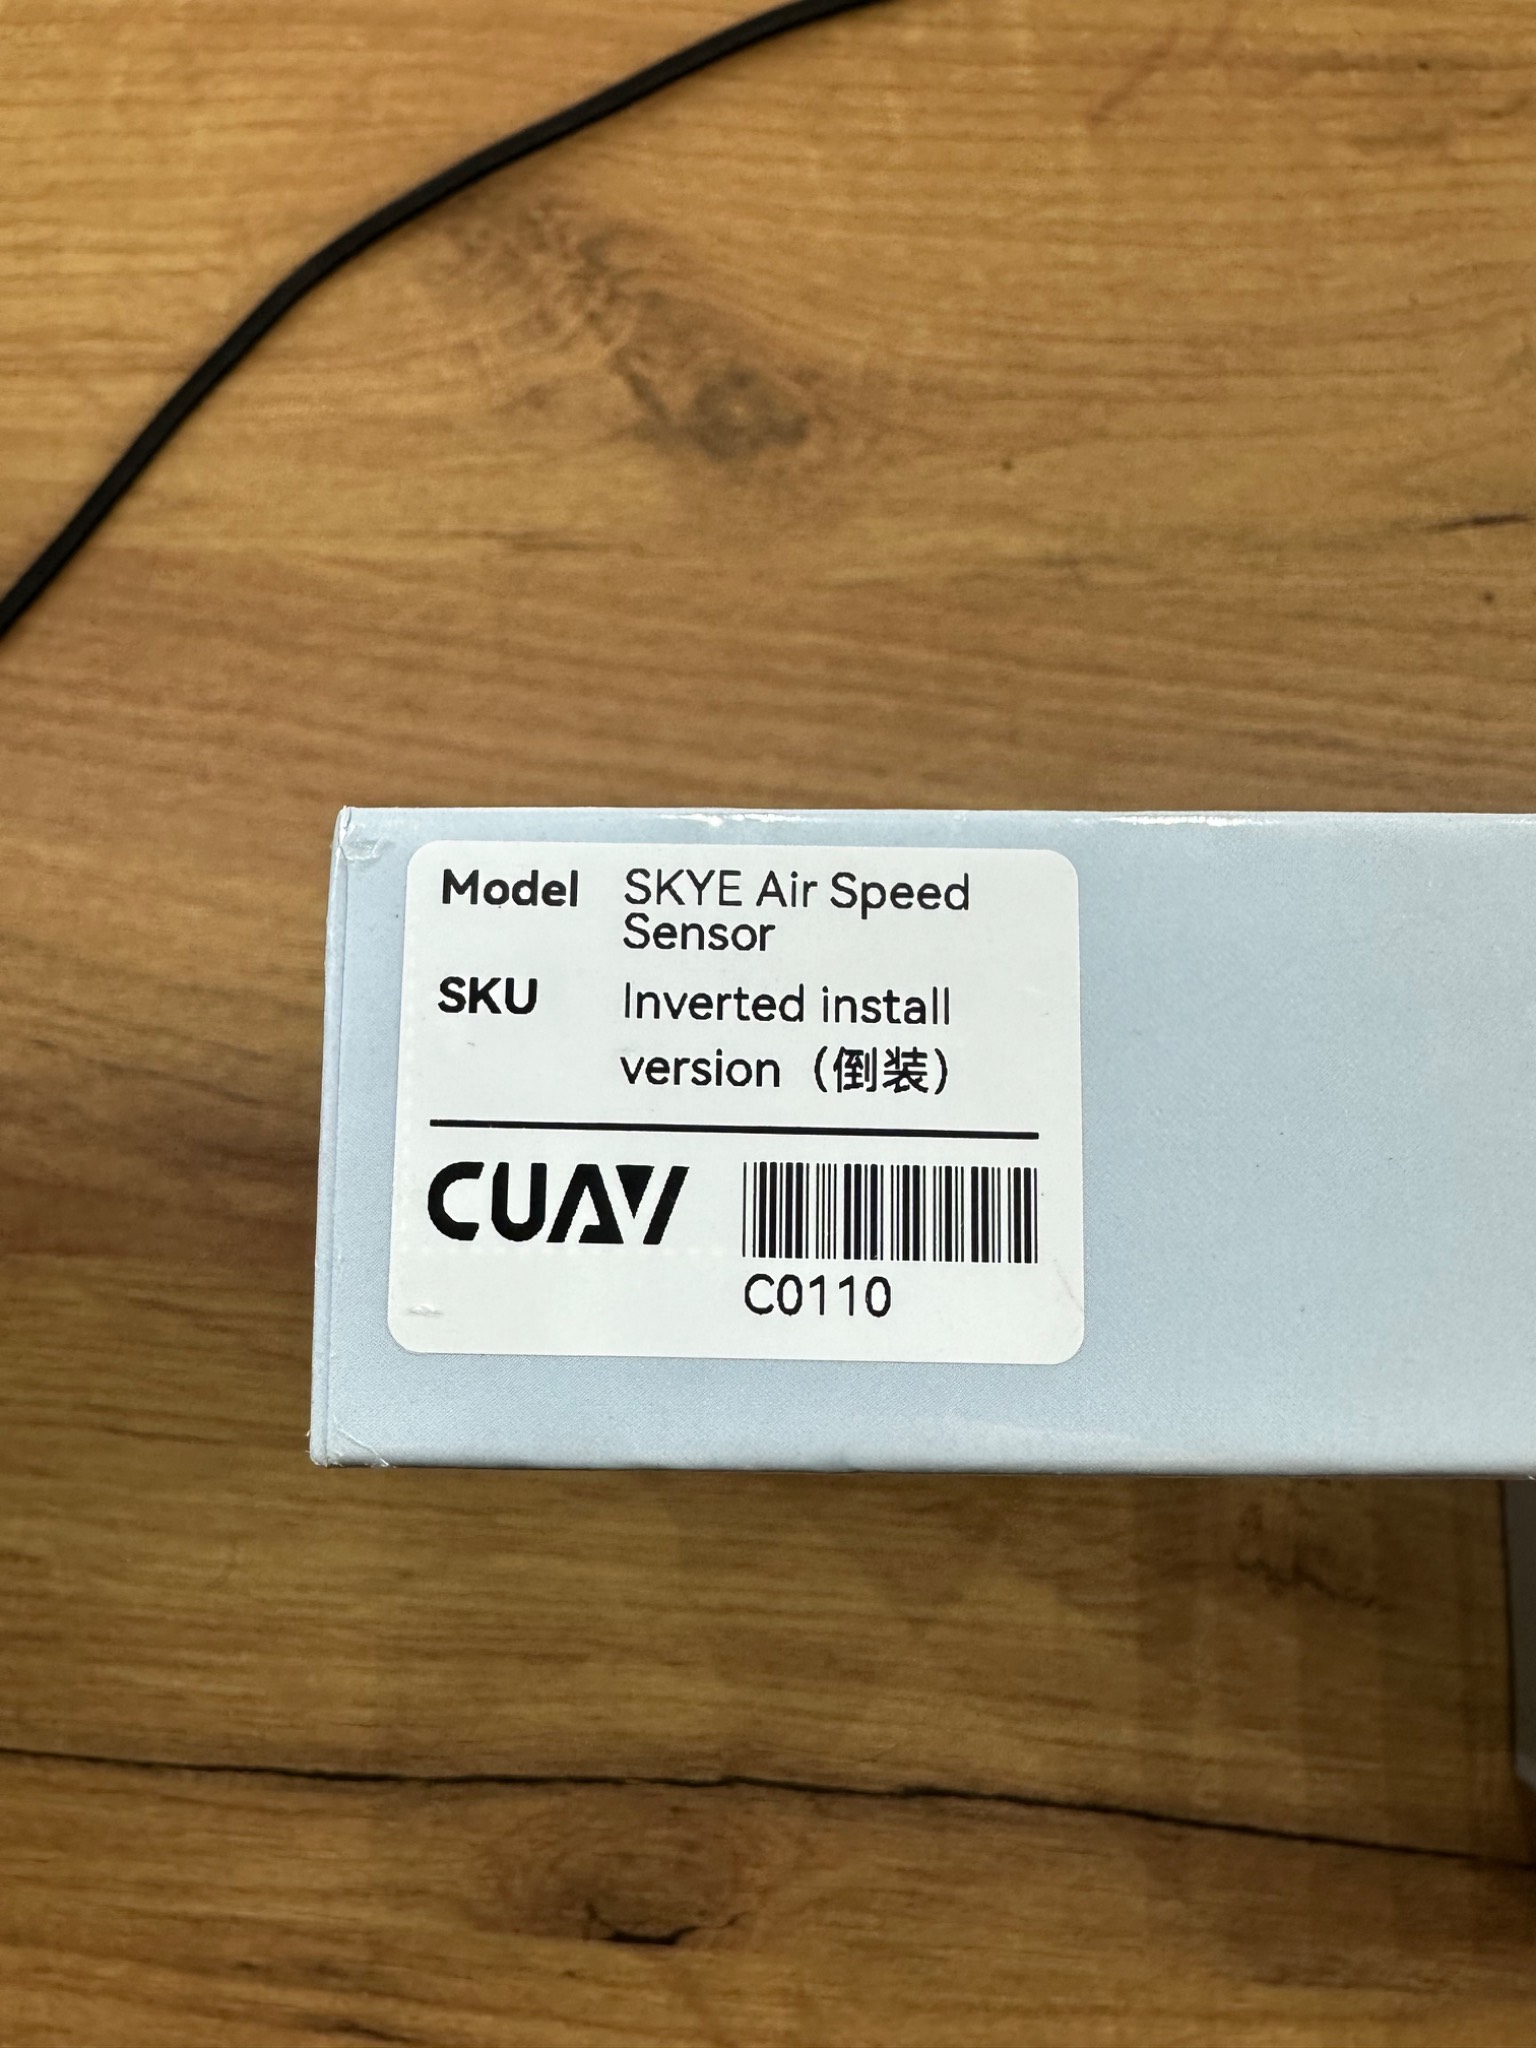 Model SKYE Air Speed
Sensor
SKU Inverted install
version（倒装）
CUAV
C0110